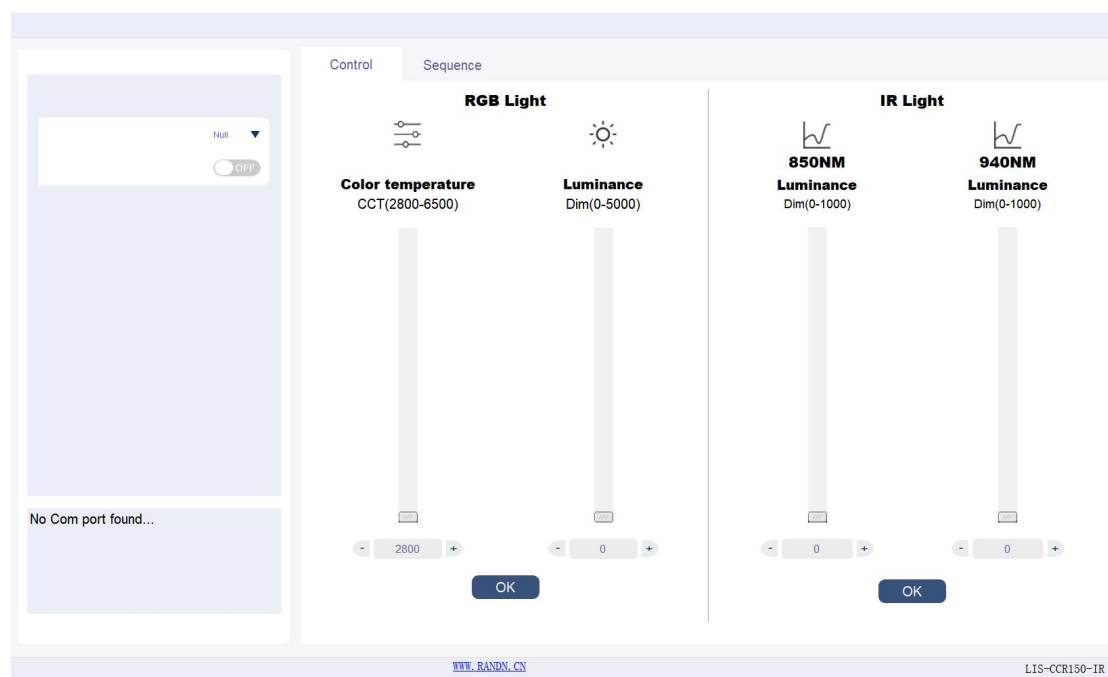 Control Sequence
RGB Light
IR Light
Null
OFF
850NM
940NM
Color temperature
Luminance
Luminance
Luminance
CCT(2800-6500)
Dim(0-5000)
Dim(0-1000)
Dim(0-1000)
No Com port found...
- 2800 +
- 0 +
- 0 +
- 0 +
OK
OK
WWW. RANDN. CN
LIS-CCR150-IR